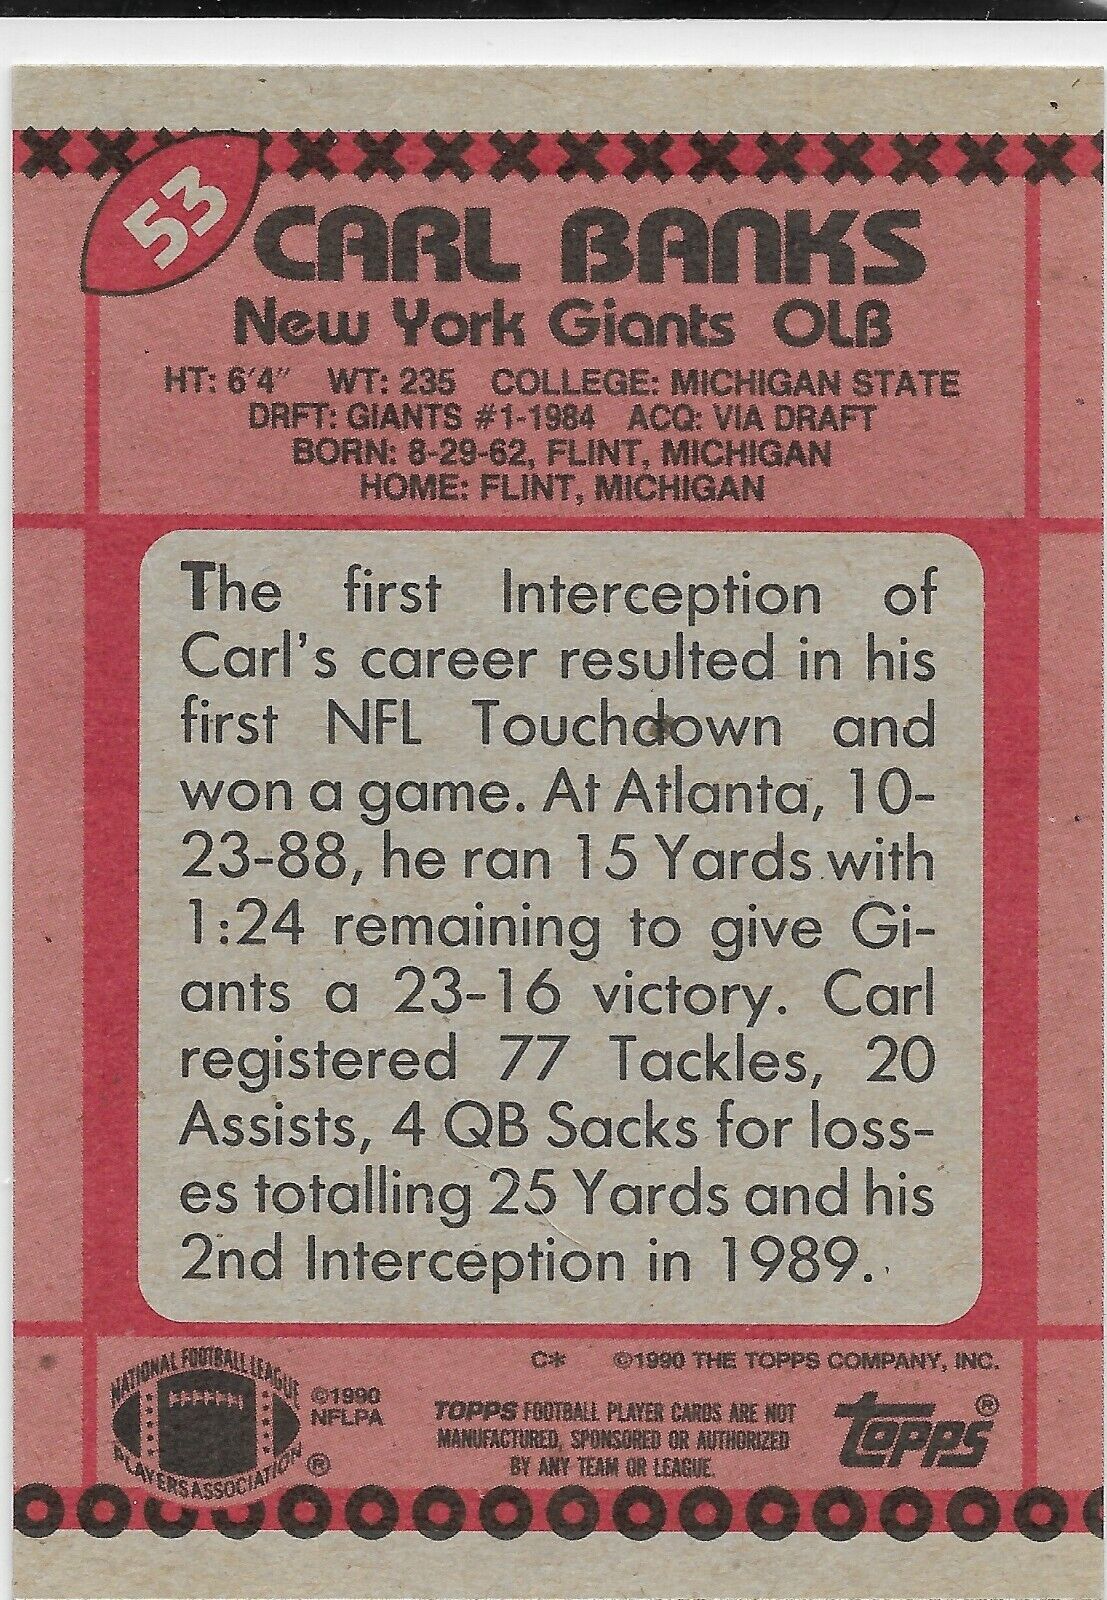 53
CARL BANKS
New York Giants OLB
HT: 6'4" WT: 235 COLLEGE: MICHIGAN STATE
DRFT: GIANTS #1-1984 ACQ: VIA DRAFT
BORN: 8-29-62, FLINT, MICHIGAN
HOME: FLINT, MICHIGAN
The first Interception of
Carl's career resulted in his
first NFL Touchdown and
won a game. At Atlanta, 10-
23-88, he ran 15 Yards with
1:24 remaining to give Gi-
ants a 23-16 victory. Carl
registered 77 Tackles, 20
Assists, 4 QB Sacks for loss-
es totalling 25 Yards and his
2nd Interception in 1989.
NATIONAL FOOTBALL LEAGUE
PLAYERS ASSOCIATION ®
©1990
NFLPA
C* ©1990 THE TOPPS COMPANY, INC.
TOPPS FOOTBALL PLAYER CARDS ARE NOT
MANUFACTURED, SPONSORED OR AUTHORIZED
BY ANY TEAM OR LEAGUE.
TOPPS ®